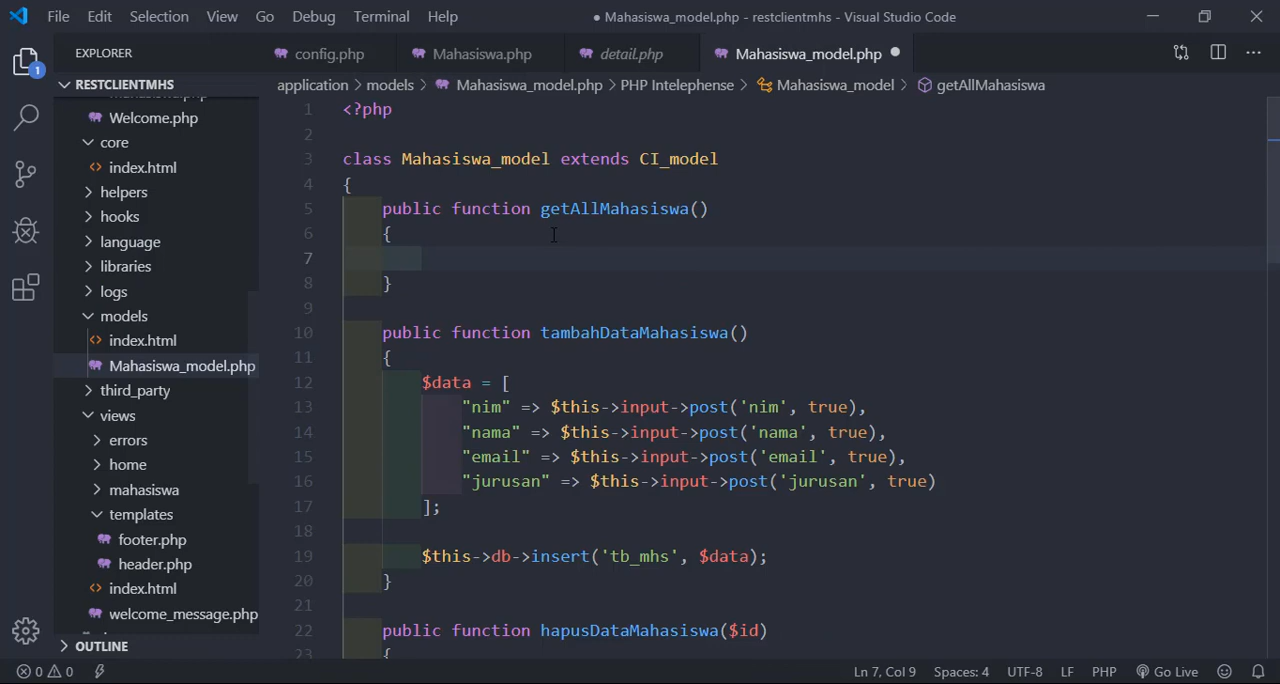 File Edit Selection View Go Debug Terminal Help
● Mahasiswa_model.php - restclientmhs - Visual Studio Code
EXPLORER
config.php
Mahasiswa.php
detail.php
Mahasiswa_model.php
1
RESTCLIENTMHS
Welcome.php
core
index.html
helpers
hooks
language
libraries
logs
models
index.html
Mahasiswa_model.php
third_party
views
errors
home
mahasiswa
templates
footer.php
header.php
index.html
welcome_message.php
OUTLINE
application > models > Mahasiswa_model.php > PHP Intelephense > Mahasiswa_model > getAllMahasiswa
1 <?php
2
3 class Mahasiswa_model extends CI_model
4 {
5 public function getAllMahasiswa()
6 {
7
8 }
9
10 public function tambahDataMahasiswa()
11 {
12 $data = [
13 "nim" => $this->input->post('nim', true),
14 "nama" => $this->input->post('nama', true),
15 "email" => $this->input->post('email', true),
16 "jurusan" => $this->input->post('jurusan', true)
17 ];
18
19 $this->db->insert('tb_mhs', $data);
20 }
21
22 public function hapusDataMahasiswa($id)
23 {
0 0
Ln 7, Col 9 Spaces: 4 UTF-8 LF PHP Go Live